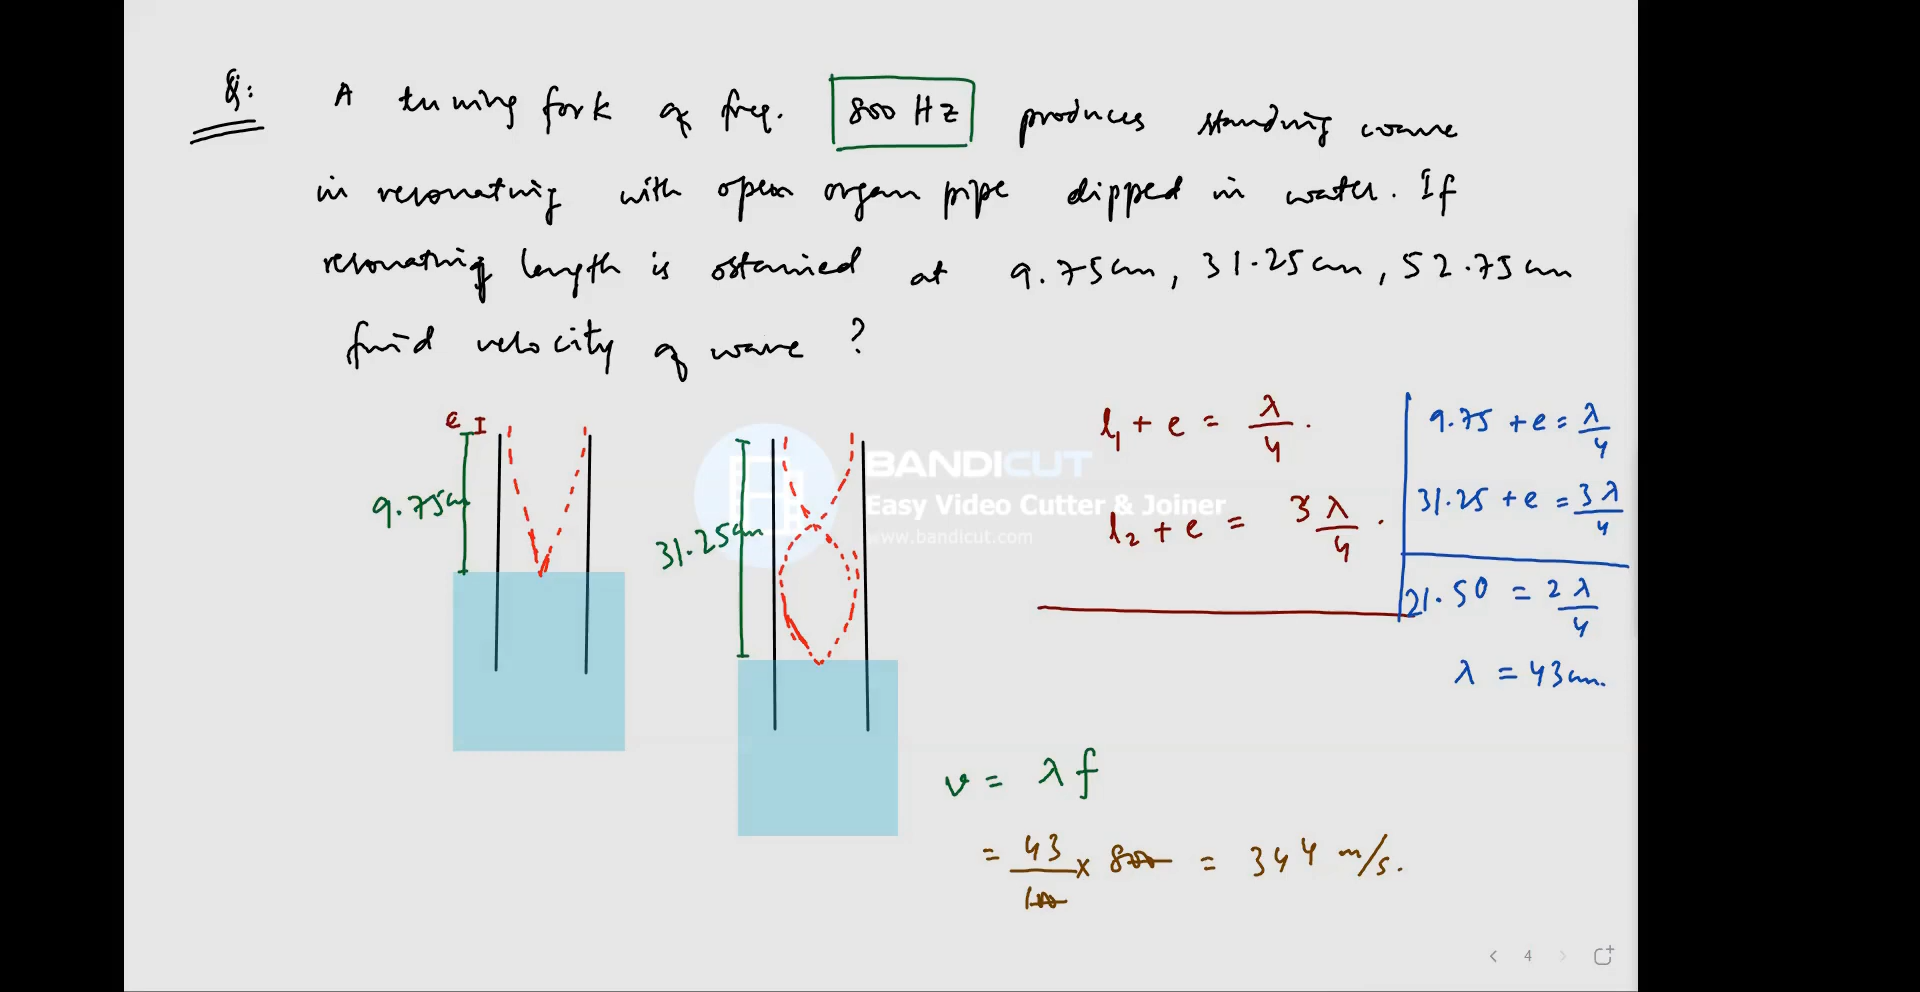 Q: A tuning fork of freq. 800 Hz produces standing wave
in resonating with open organ pipe dipped in water. If
resonating length is obtained at 9.75cm, 31.25cm, 52.75cm
find velocity of wave ?
e
9.75cm
31.25cm
BANDICUT
Easy Video Cutter & Joiner
www.bandicut.com
l₁ + e = λ/4 .
l₂ + e = 3λ/4 .
9.75 + e = λ/4
31.25 + e = 3λ/4
21.50 = 2λ/4
λ = 43cm.
v = λf
= 43/100 × 800 = 344 m/s.
< 4 >